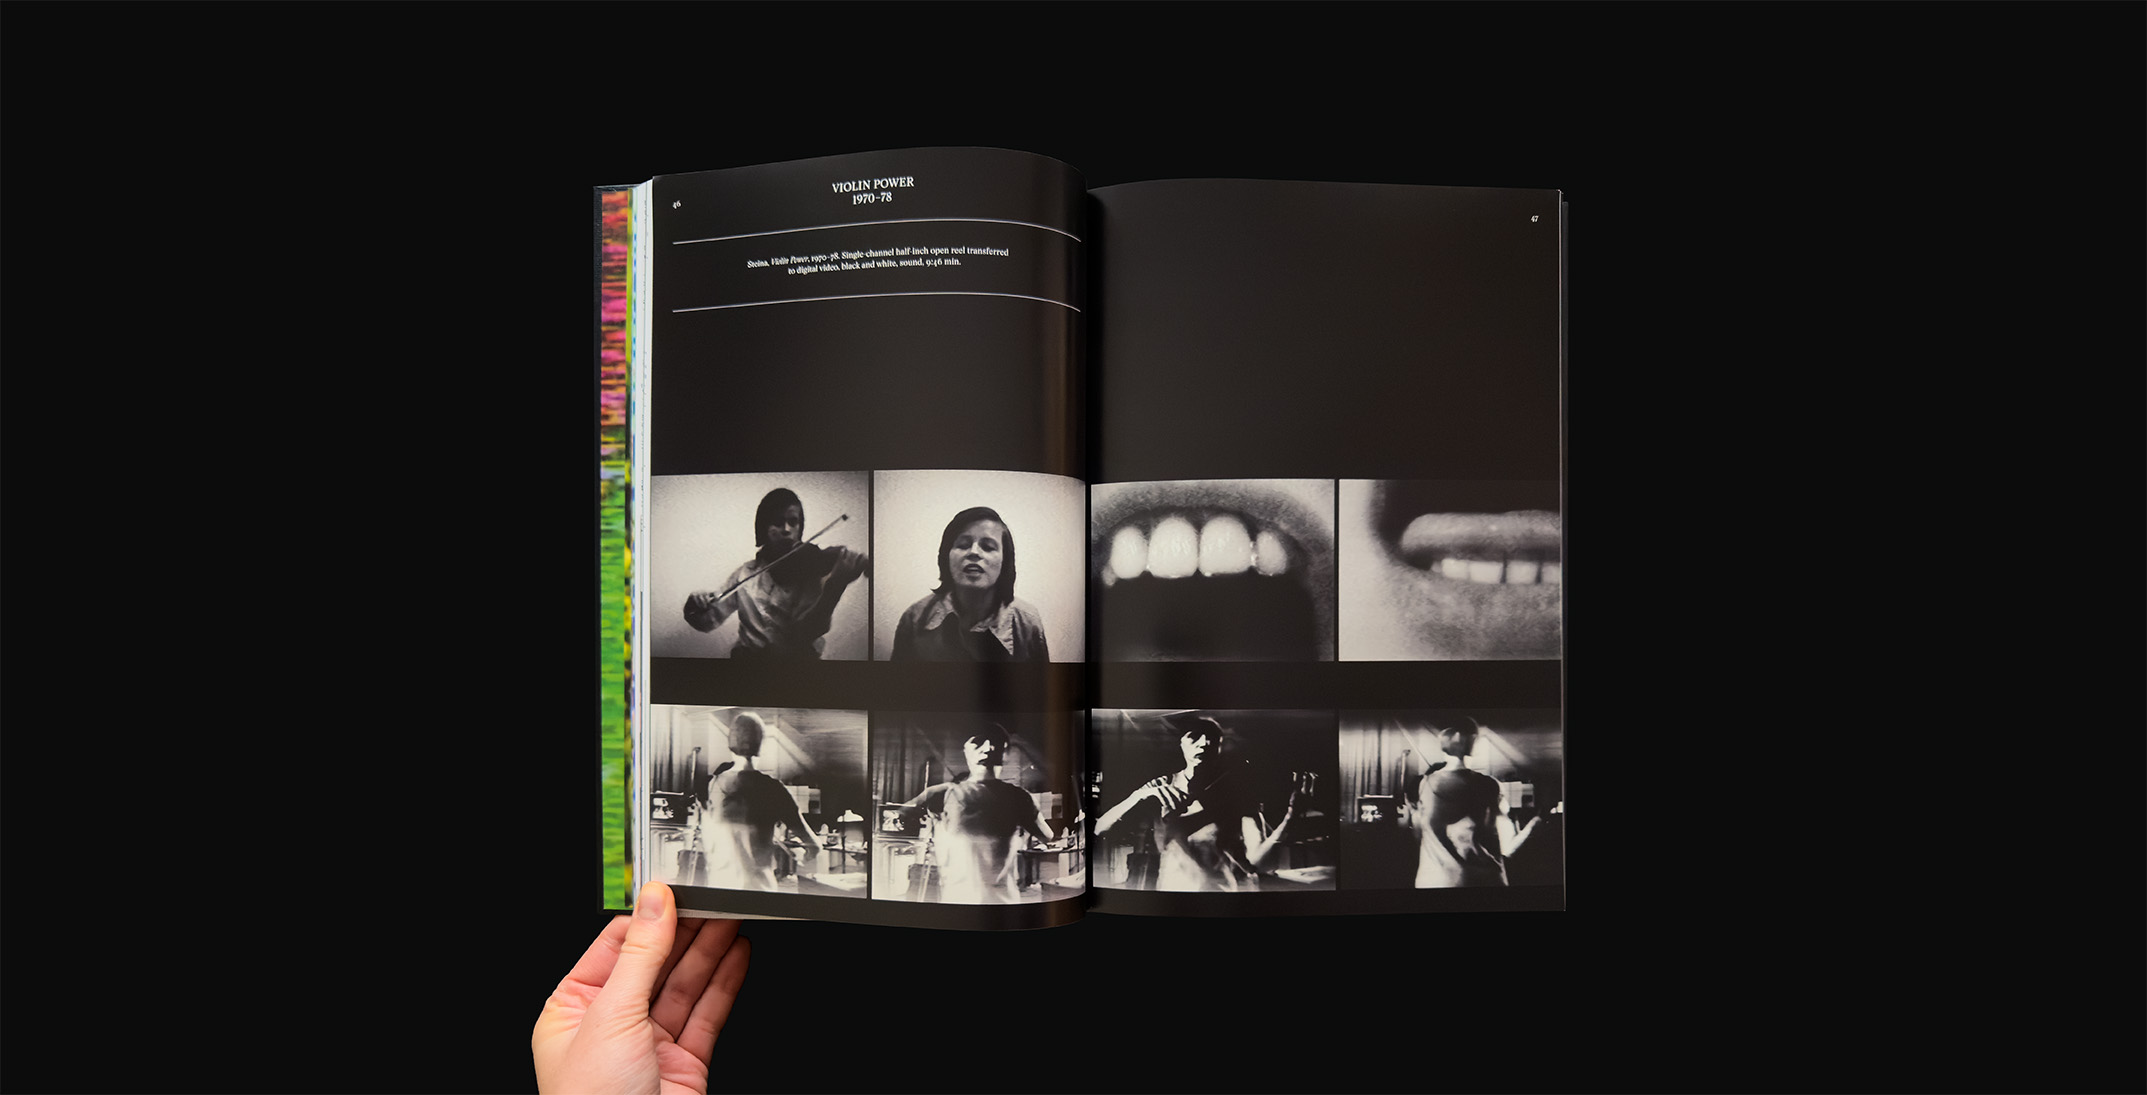 46
VIOLIN POWER
1970–78
Steina, Violin Power, 1970–78. Single-channel half-inch open reel transferred
to digital video, black and white, sound, 9:46 min.
47